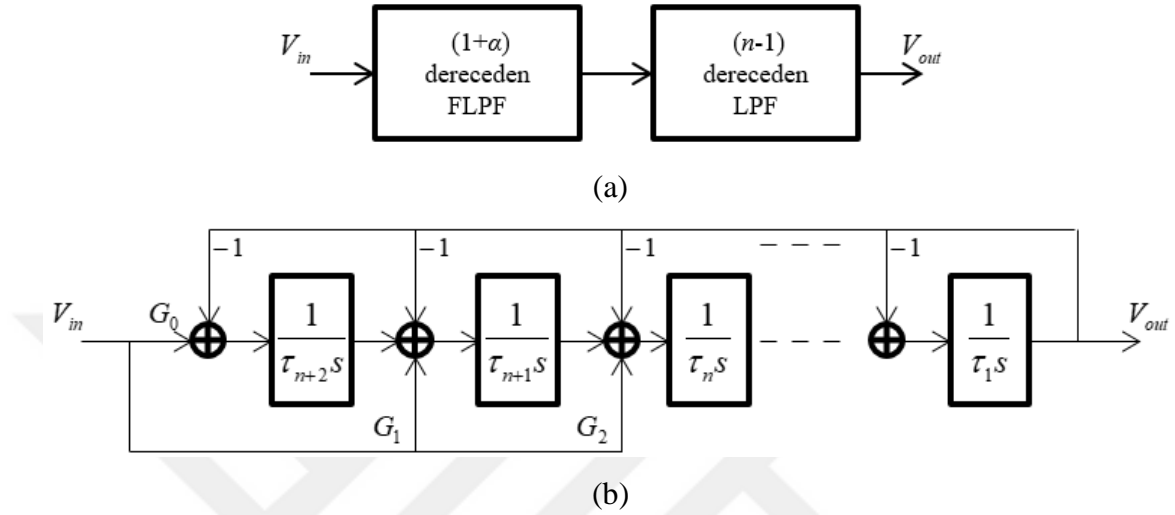 V_in
(1+α)
dereceden
FLPF
(n-1)
dereceden
LPF
V_out
(a)
−1 −1 −1 − − − −1
V_in G_0 1/(τ_{n+2}s) 1/(τ_{n+1}s) 1/(τ_n s) − − − − 1/(τ_1 s) V_out
G_1 G_2
(b)